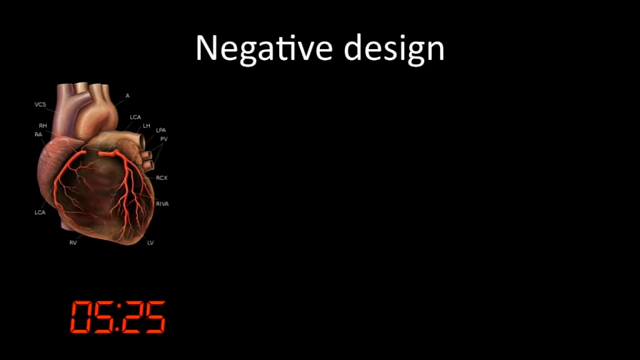 Negative design
A
VCS
LCA
RH
LH
LPA
RA
PV
RCX
RIVA
LCA
RV
LV
05:25